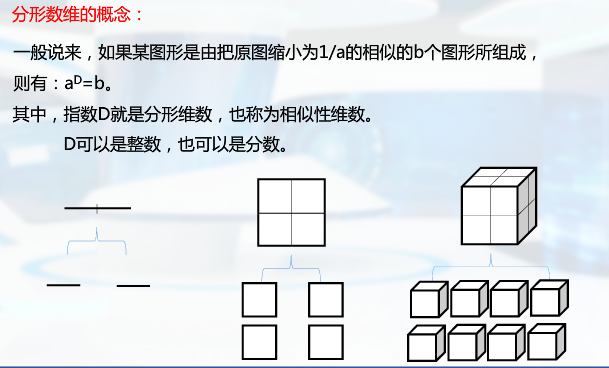 分形数维的概念：
一般说来，如果某图形是由把原图缩小为1/a的相似的b个图形所组成，
则有：aᴰ=b。
其中，指数D就是分形维数，也称为相似性维数。
D可以是整数，也可以是分数。